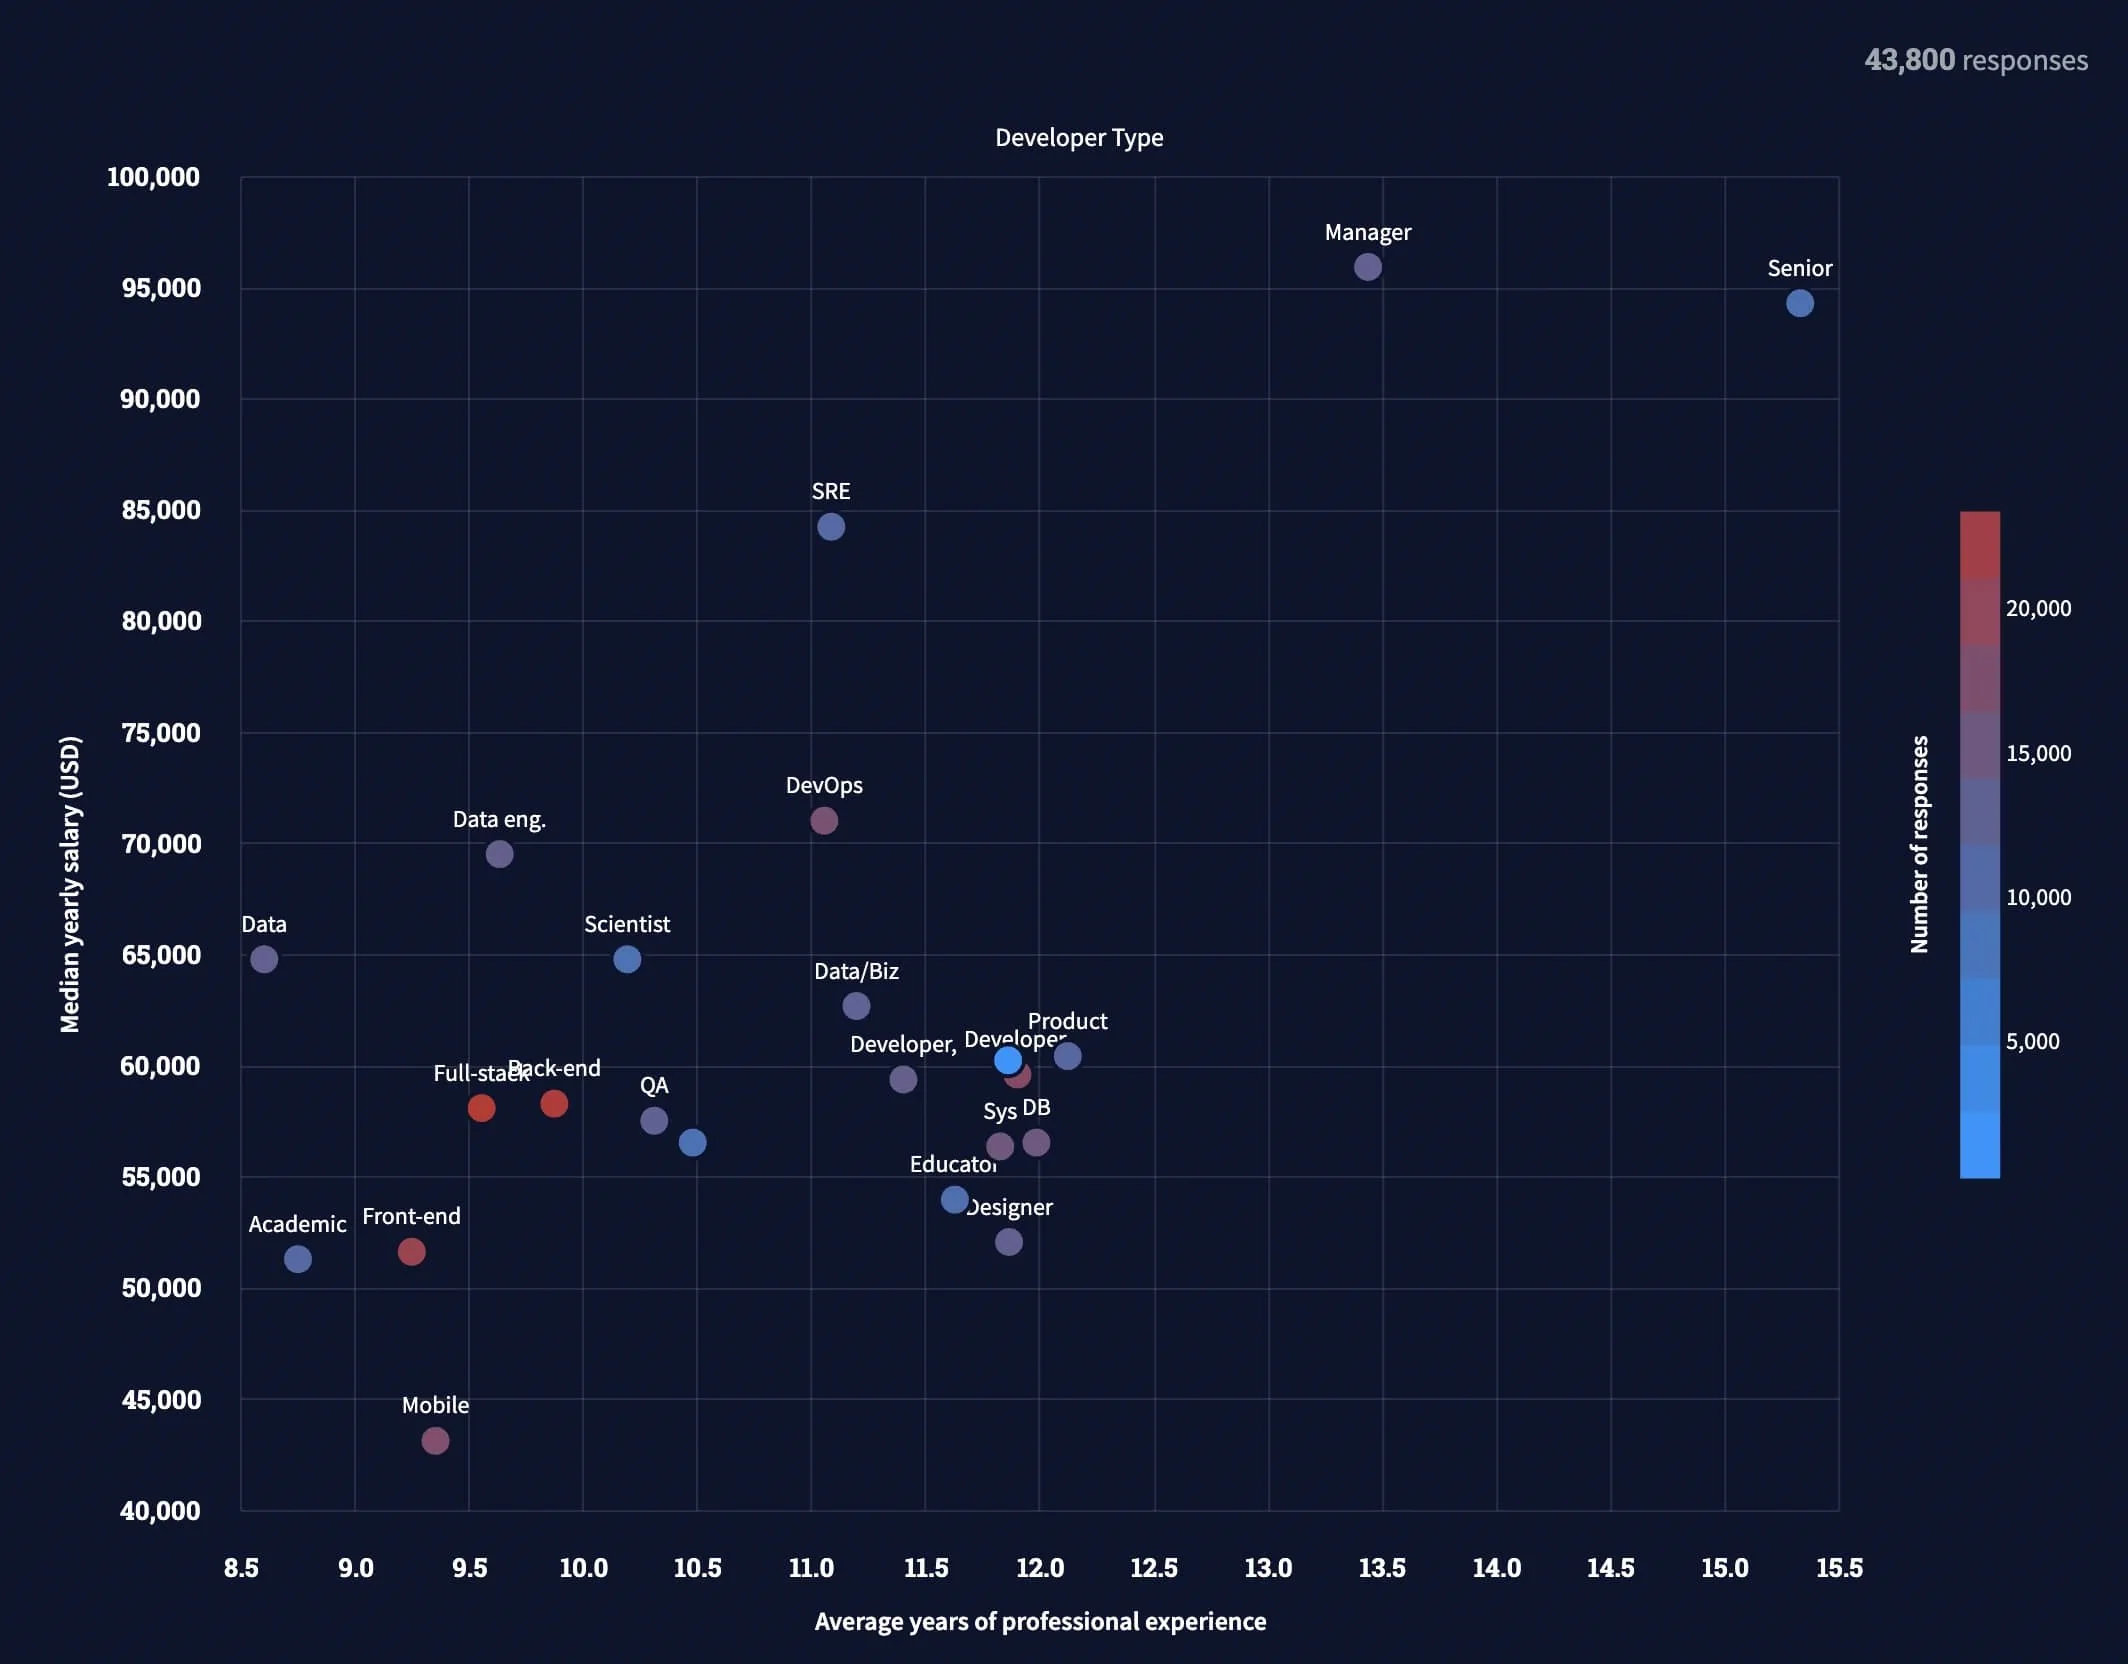 43,800 responses
Developer Type
100,000
Manager
Senior
95,000
90,000
SRE
85,000
80,000
75,000
DevOps
Data eng.
70,000
Data
Scientist
65,000
Data/Biz
Product
Developer, Developer
60,000
Full-stack Back-end
QA
Sys DB
55,000
Educator
Designer
Academic Front-end
50,000
45,000
Mobile
40,000
8.5 9.0 9.5 10.0 10.5 11.0 11.5 12.0 12.5 13.0 13.5 14.0 14.5 15.0 15.5
Average years of professional experience
Median yearly salary (USD)
Number of responses
20,000
15,000
10,000
5,000